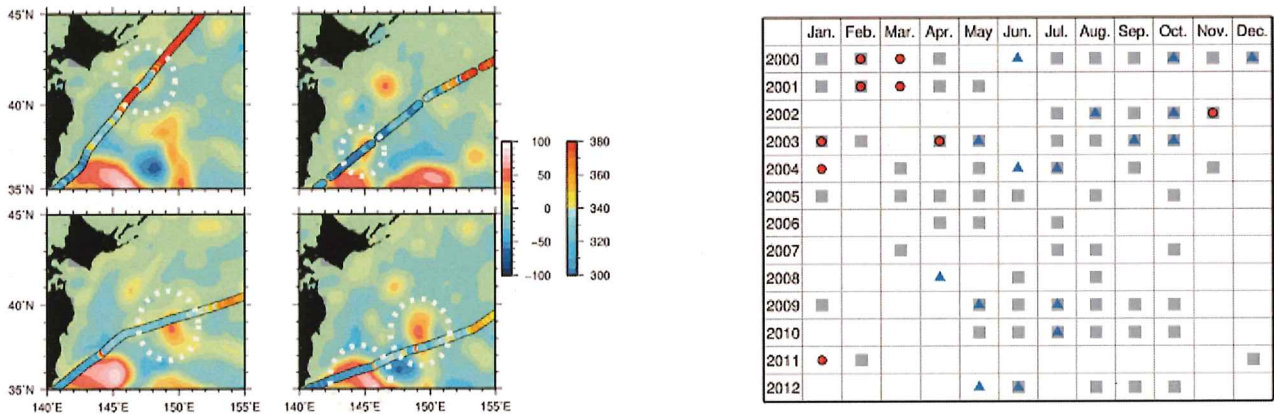 45°N
40°N
35°N
45°N
40°N
35°N
140°E 145°E 150°E 155°E
140°E 145°E 150°E 155°E
100
50
0
-50
-100
360
340
320
300
Jan. Feb. Mar. Apr. May Jun. Jul. Aug. Sep. Oct. Nov. Dec.
2000
2001
2002
2003
2004
2005
2006
2007
2008
2009
2010
2011
2012